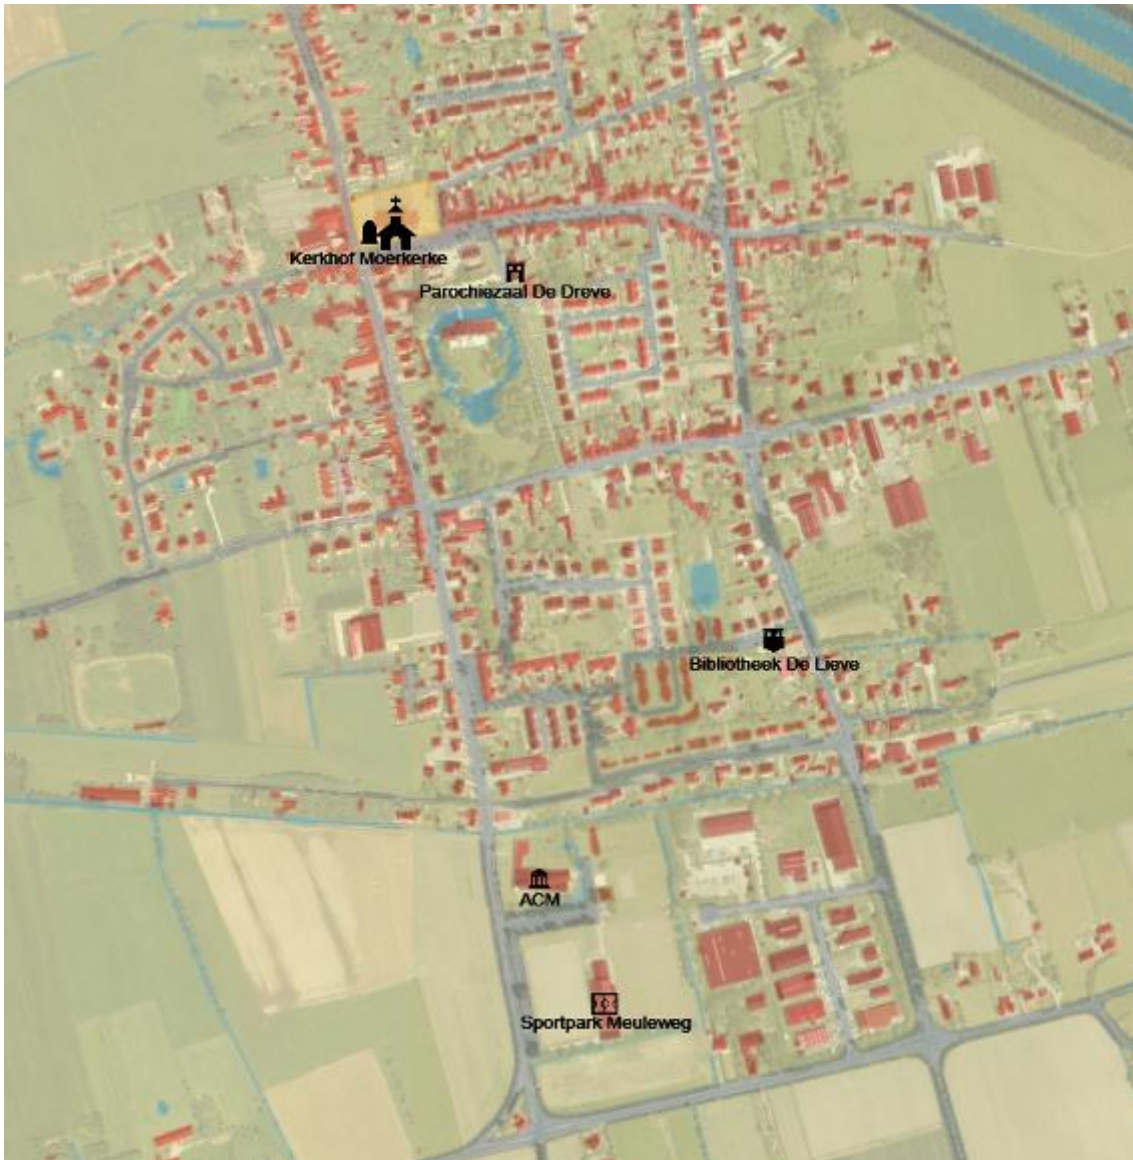 Kerkhof Moerkerke
Parochiezaal De Dreve
Bibliotheek De Lieve
ACM
Sportpark Meuleweg